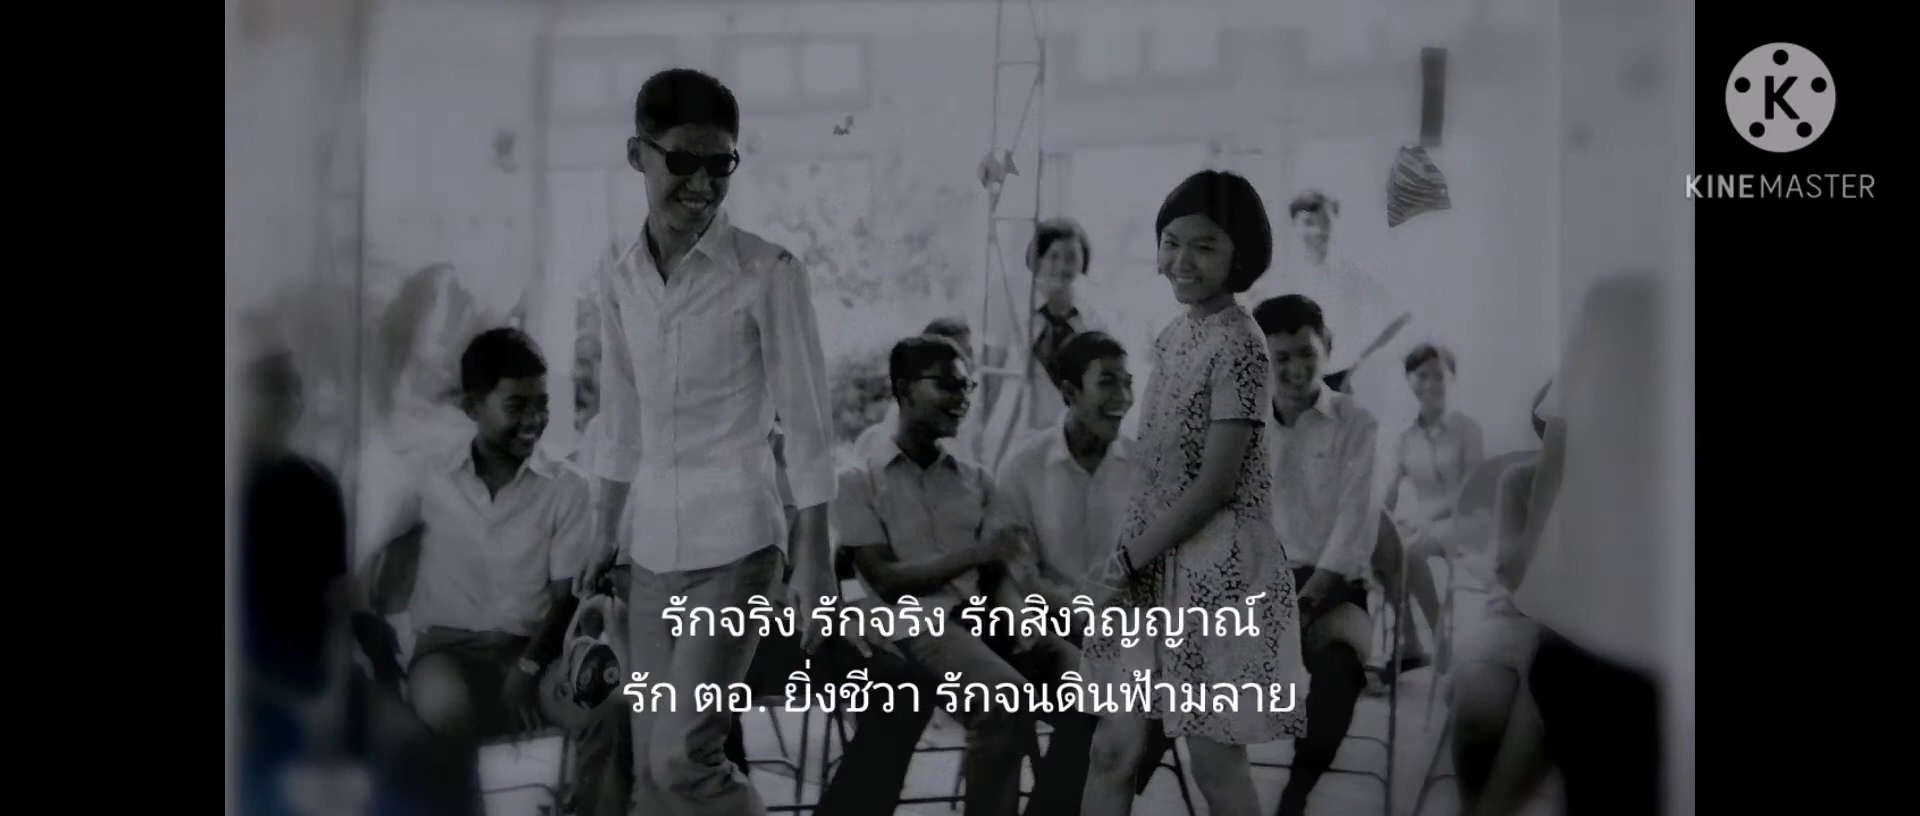 KINEMASTER
รักจริง รักจริง รักสิงวิญญาณ์
รัก ตอ. ยิ่งชีวา รักจนดินฟ้ามลาย